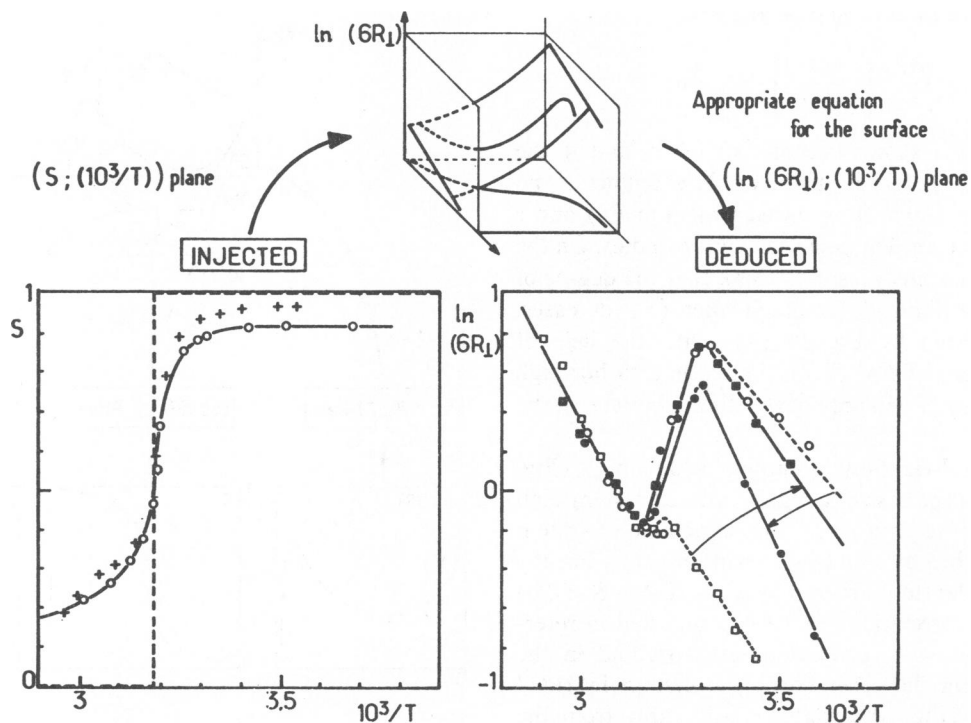 ln (6R⊥)
Appropriate equation
for the surface
(S ; (10³/T)) plane
(ln (6R⊥) ; (10³/T)) plane
INJECTED
DEDUCED
1
S
0
3
3,5
10³/T
1
ln
(6R⊥)
0
-1
3
3.5
10³/T